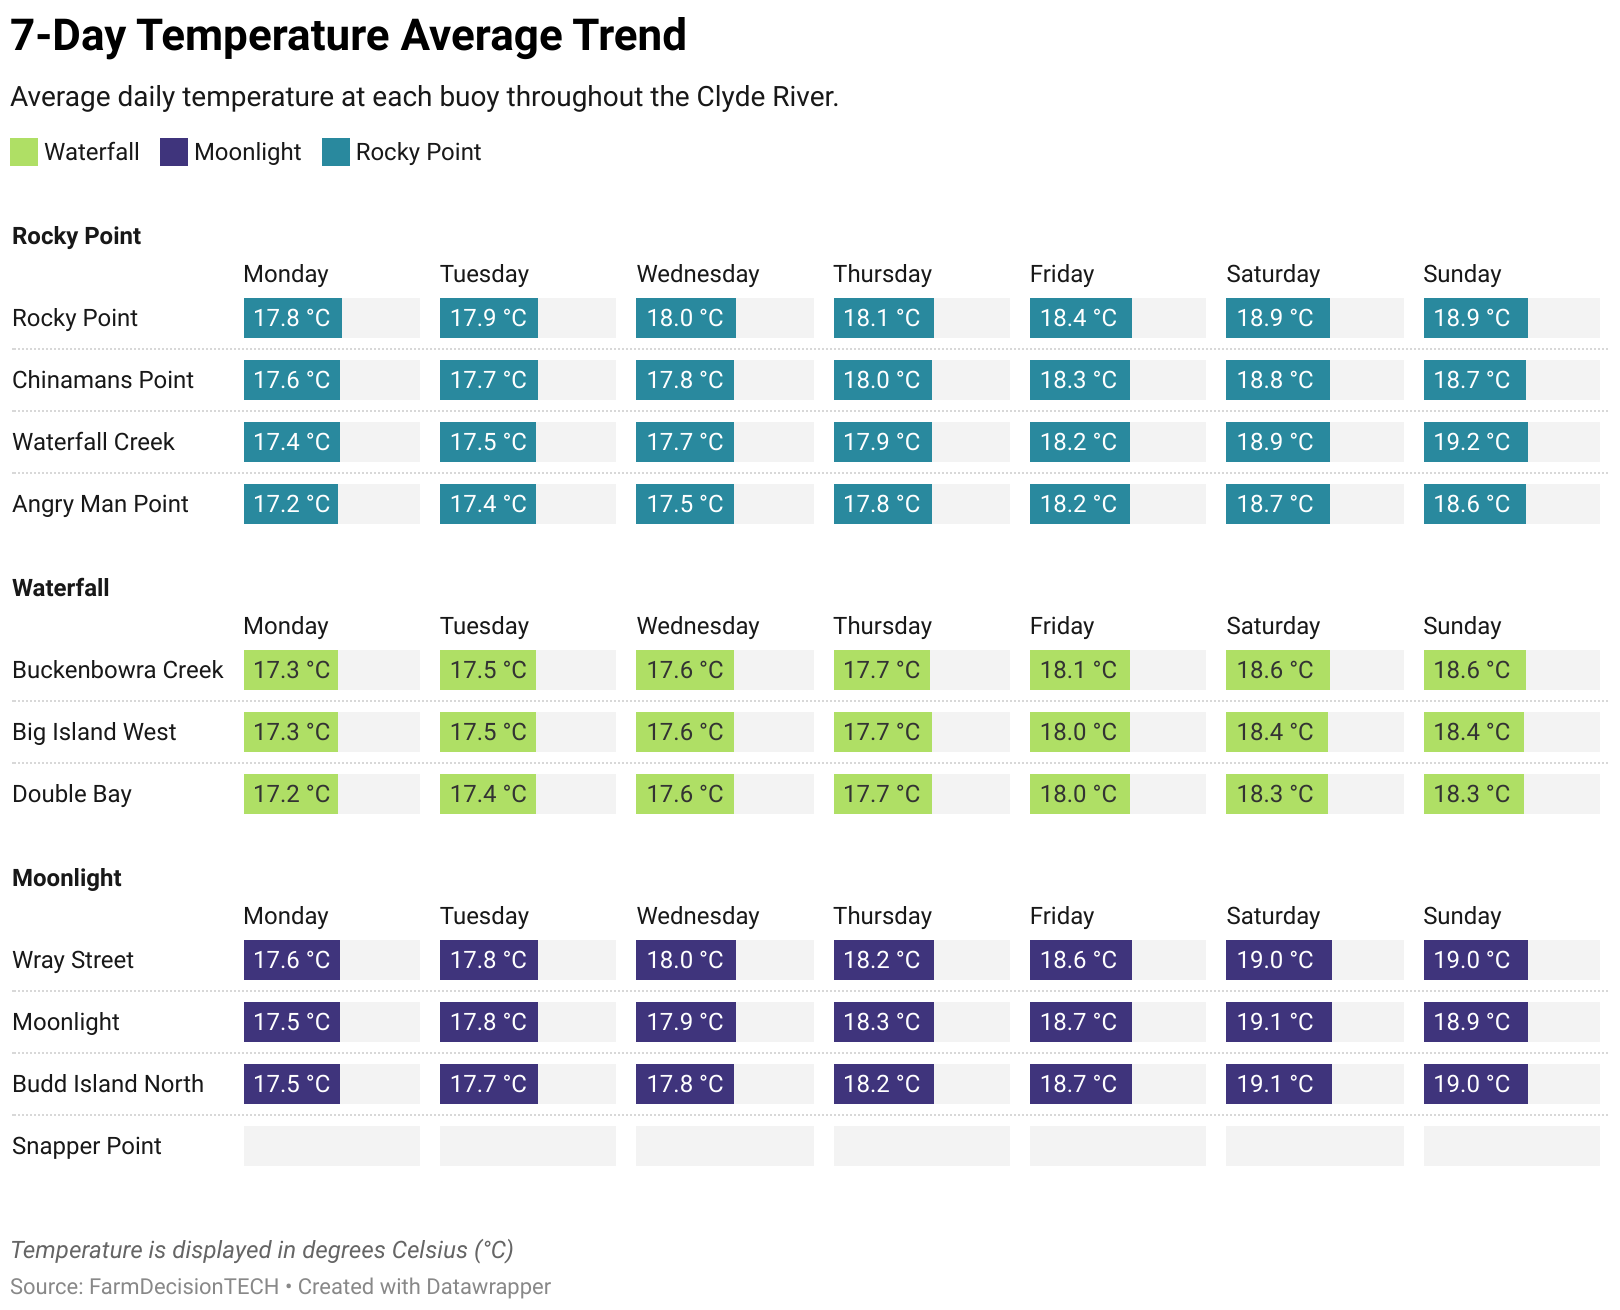 7-Day Temperature Average Trend
Average daily temperature at each buoy throughout the Clyde River.
Waterfall Moonlight Rocky Point
Rocky Point
Monday Tuesday Wednesday Thursday Friday Saturday Sunday
Rocky Point 17.8 °C 17.9 °C 18.0 °C 18.1 °C 18.4 °C 18.9 °C 18.9 °C
Chinamans Point 17.6 °C 17.7 °C 17.8 °C 18.0 °C 18.3 °C 18.8 °C 18.7 °C
Waterfall Creek 17.4 °C 17.5 °C 17.7 °C 17.9 °C 18.2 °C 18.9 °C 19.2 °C
Angry Man Point 17.2 °C 17.4 °C 17.5 °C 17.8 °C 18.2 °C 18.7 °C 18.6 °C
Waterfall
Monday Tuesday Wednesday Thursday Friday Saturday Sunday
Buckenbowra Creek 17.3 °C 17.5 °C 17.6 °C 17.7 °C 18.1 °C 18.6 °C 18.6 °C
Big Island West 17.3 °C 17.5 °C 17.6 °C 17.7 °C 18.0 °C 18.4 °C 18.4 °C
Double Bay 17.2 °C 17.4 °C 17.6 °C 17.7 °C 18.0 °C 18.3 °C 18.3 °C
Moonlight
Monday Tuesday Wednesday Thursday Friday Saturday Sunday
Wray Street 17.6 °C 17.8 °C 18.0 °C 18.2 °C 18.6 °C 19.0 °C 19.0 °C
Moonlight 17.5 °C 17.8 °C 17.9 °C 18.3 °C 18.7 °C 19.1 °C 18.9 °C
Budd Island North 17.5 °C 17.7 °C 17.8 °C 18.2 °C 18.7 °C 19.1 °C 19.0 °C
Snapper Point
Temperature is displayed in degrees Celsius (°C)
Source: FarmDecisionTECH • Created with Datawrapper